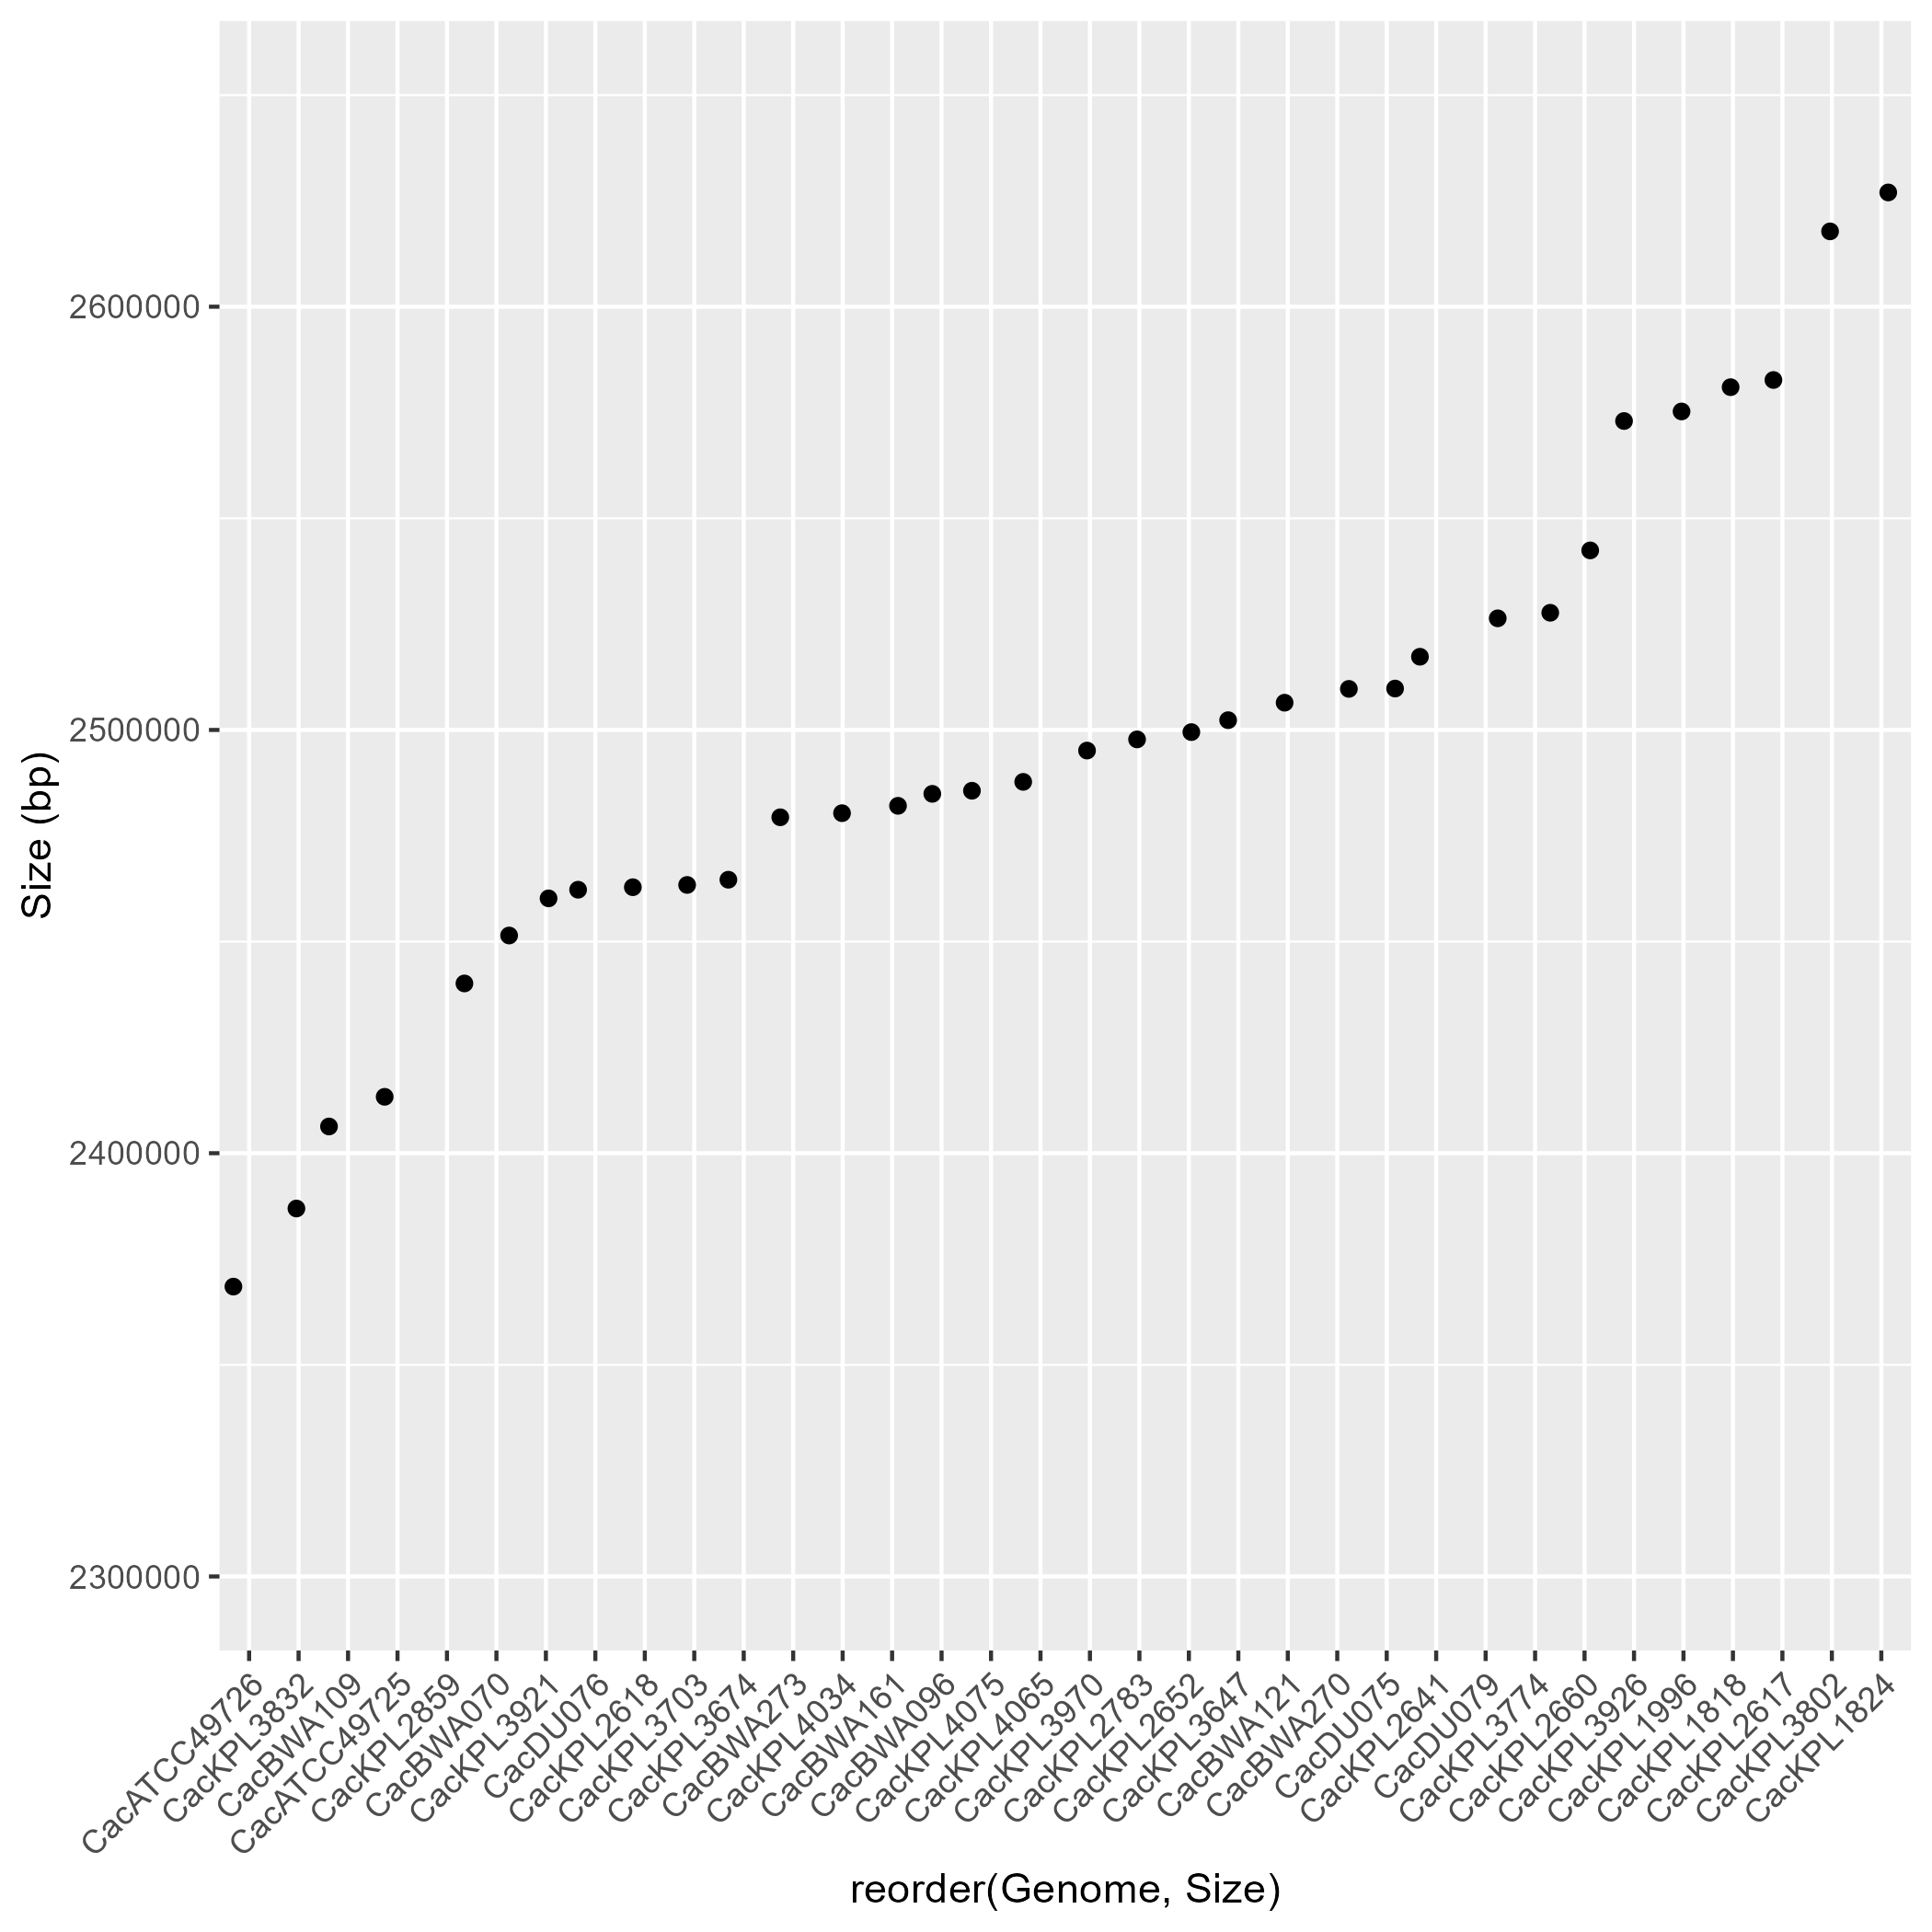 2600000
2500000
2400000
2300000
Size (bp)
CacATCC49726
CacKPL3832
CacBWA109
CacATCC49725
CacKPL2859
CacBWA070
CacKPL3921
CacDU076
CacKPL2618
CacKPL3703
CacKPL3674
CacBWA273
CacKPL4034
CacBWA161
CacBWA096
CacKPL4075
CacKPL4065
CacKPL3970
CacKPL2783
CacKPL2652
CacKPL3647
CacBWA121
CacBWA270
CacDU075
CacKPL2641
CacDU079
CacKPL3774
CacKPL2660
CacKPL3926
CacKPL1996
CacKPL1818
CacKPL2617
CacKPL3802
CacKPL1824
reorder(Genome, Size)